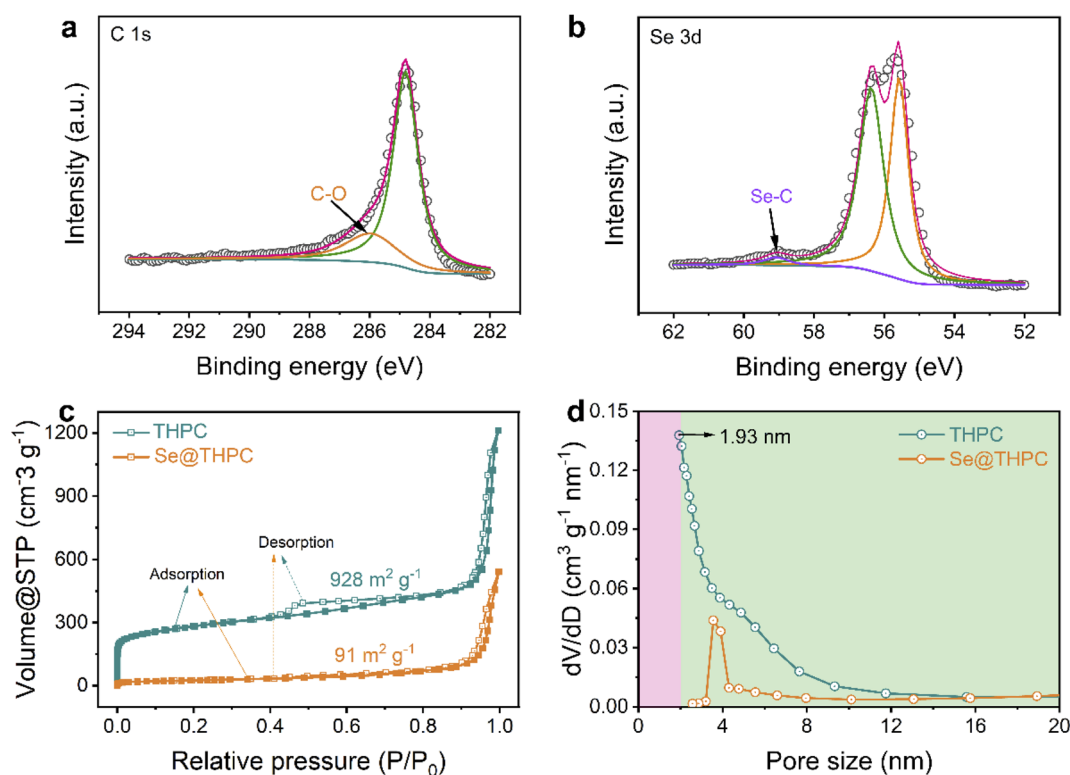 a
C 1s
C-O
Intensity (a.u.)
294 292 290 288 286 284 282
Binding energy (eV)
b
Se 3d
Se-C
Intensity (a.u.)
62 60 58 56 54 52
Binding energy (eV)
c
THPC
Se@THPC
Desorption
Adsorption
928 m² g⁻¹
91 m² g⁻¹
Volume@STP (cm⁻3 g⁻¹)
1200
900
600
300
0
0.0 0.2 0.4 0.6 0.8 1.0
Relative pressure (P/P₀)
d
1.93 nm
THPC
Se@THPC
dV/dD (cm³ g⁻¹ nm⁻¹)
0.15
0.12
0.09
0.06
0.03
0.00
0 4 8 12 16 20
Pore size (nm)